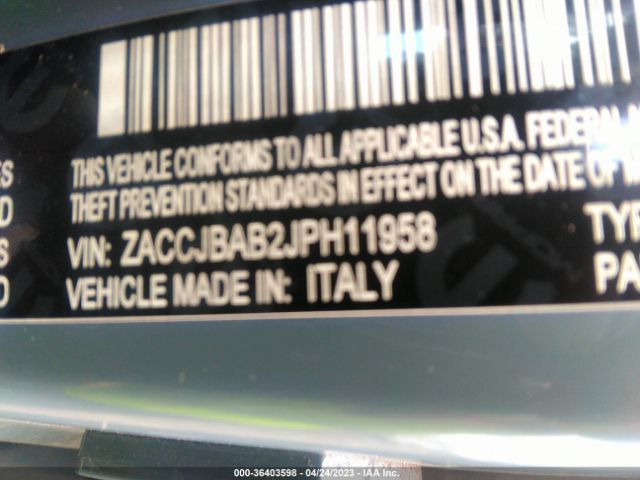 THIS VEHICLE CONFORMS TO ALL APPLICABLE U.S.A. FEDERAL
THEFT PREVENTION STANDARDS IN EFFECT ON THE DATE OF
VIN: ZACCJBAB2JPH11958
VEHICLE MADE IN: ITALY
000-36403598 - 04/24/2023 - IAA Inc.